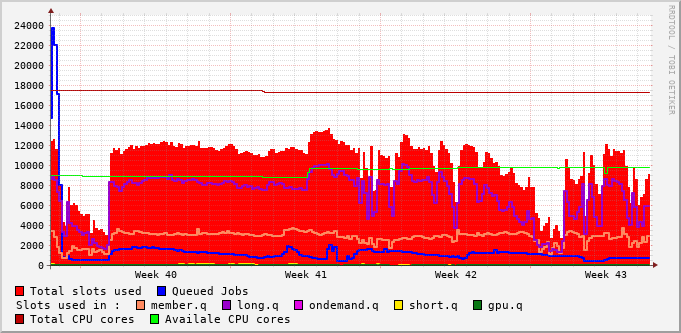 RRDTOOL / TOBI OETIKER
24000
22000
20000
18000
16000
14000
12000
10000
8000
6000
4000
2000
0
Week 40 Week 41 Week 42 Week 43
Total slots used Queued Jobs
Slots used in : member.q long.q ondemand.q short.q gpu.q
Total CPU cores Availale CPU cores